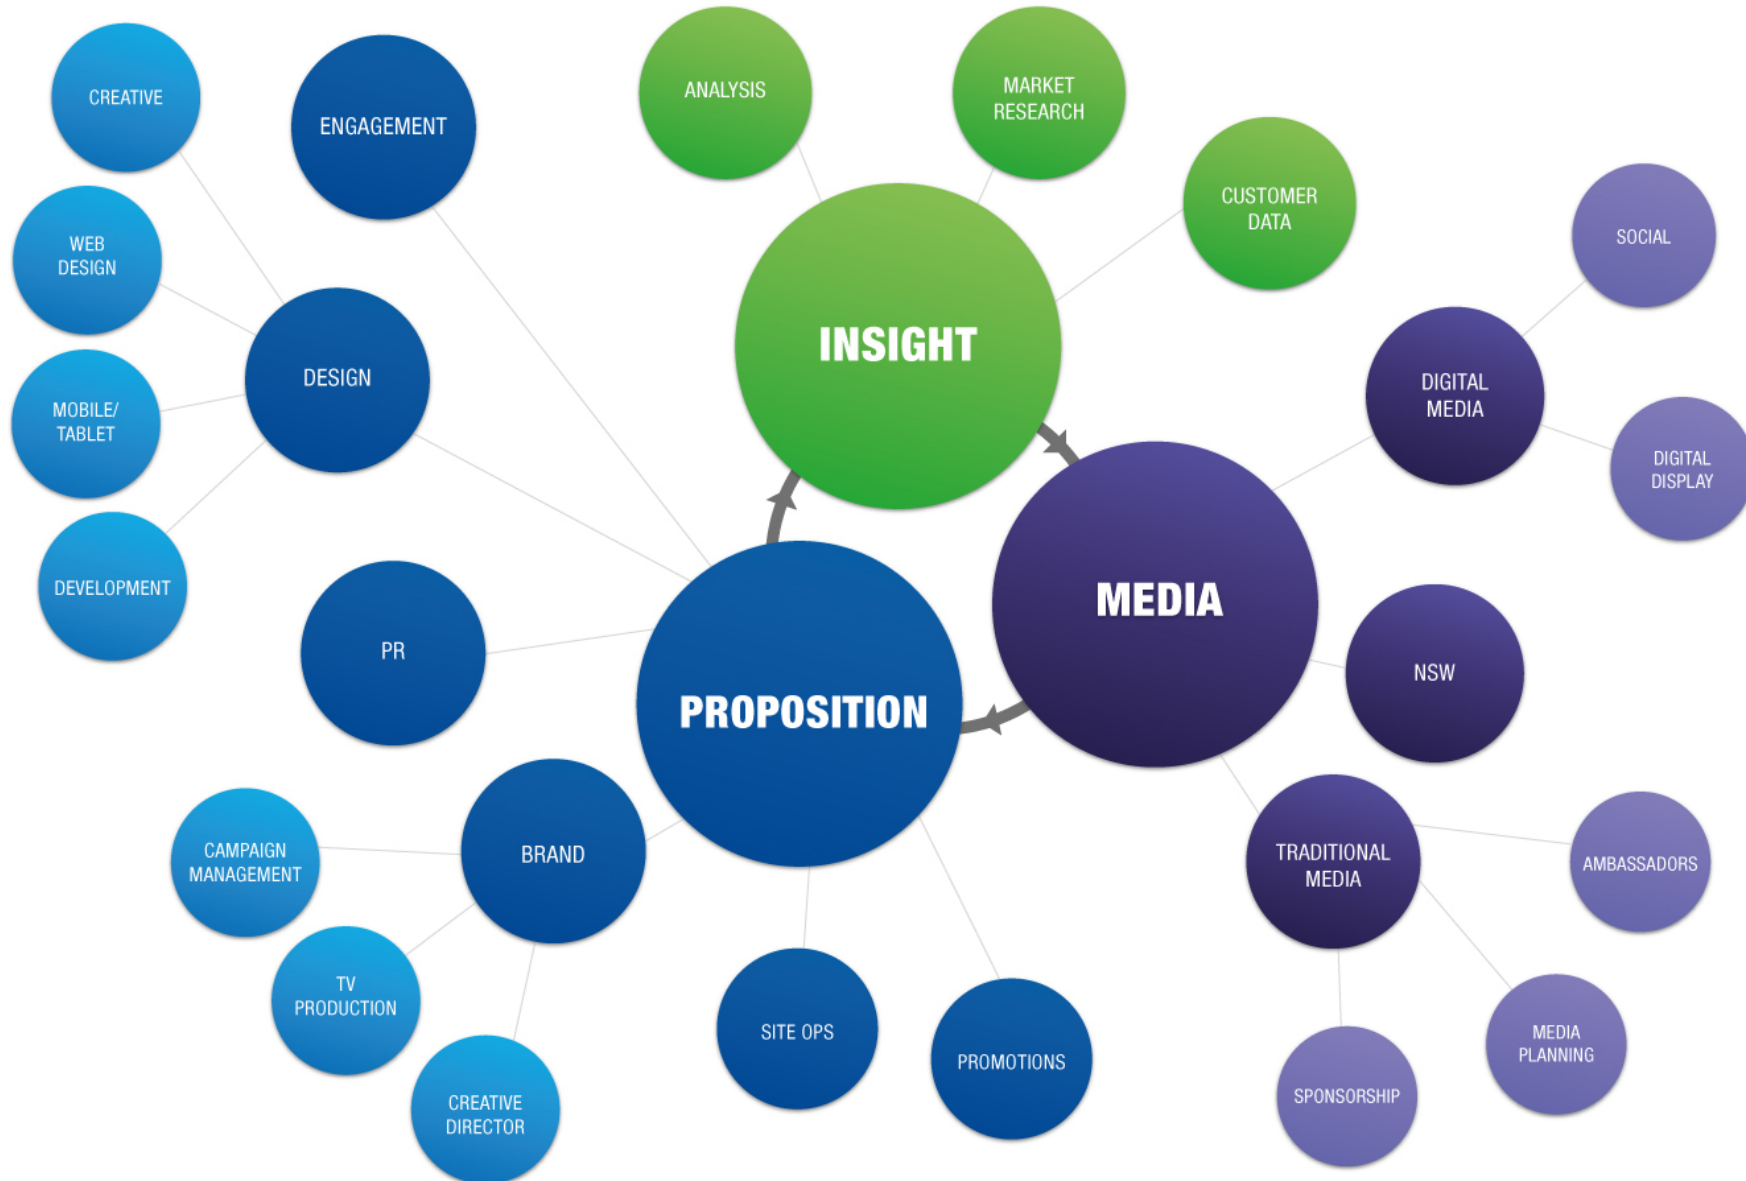 CREATIVE
ENGAGEMENT
ANALYSIS
MARKET
RESEARCH
CUSTOMER
DATA
SOCIAL
WEB
DESIGN
INSIGHT
DESIGN
DIGITAL
MEDIA
MOBILE/
TABLET
DIGITAL
DISPLAY
DEVELOPMENT
MEDIA
PR
NSW
PROPOSITION
CAMPAIGN
MANAGEMENT
BRAND
TRADITIONAL
MEDIA
AMBASSADORS
TV
PRODUCTION
SITE OPS
PROMOTIONS
MEDIA
PLANNING
SPONSORSHIP
CREATIVE
DIRECTOR